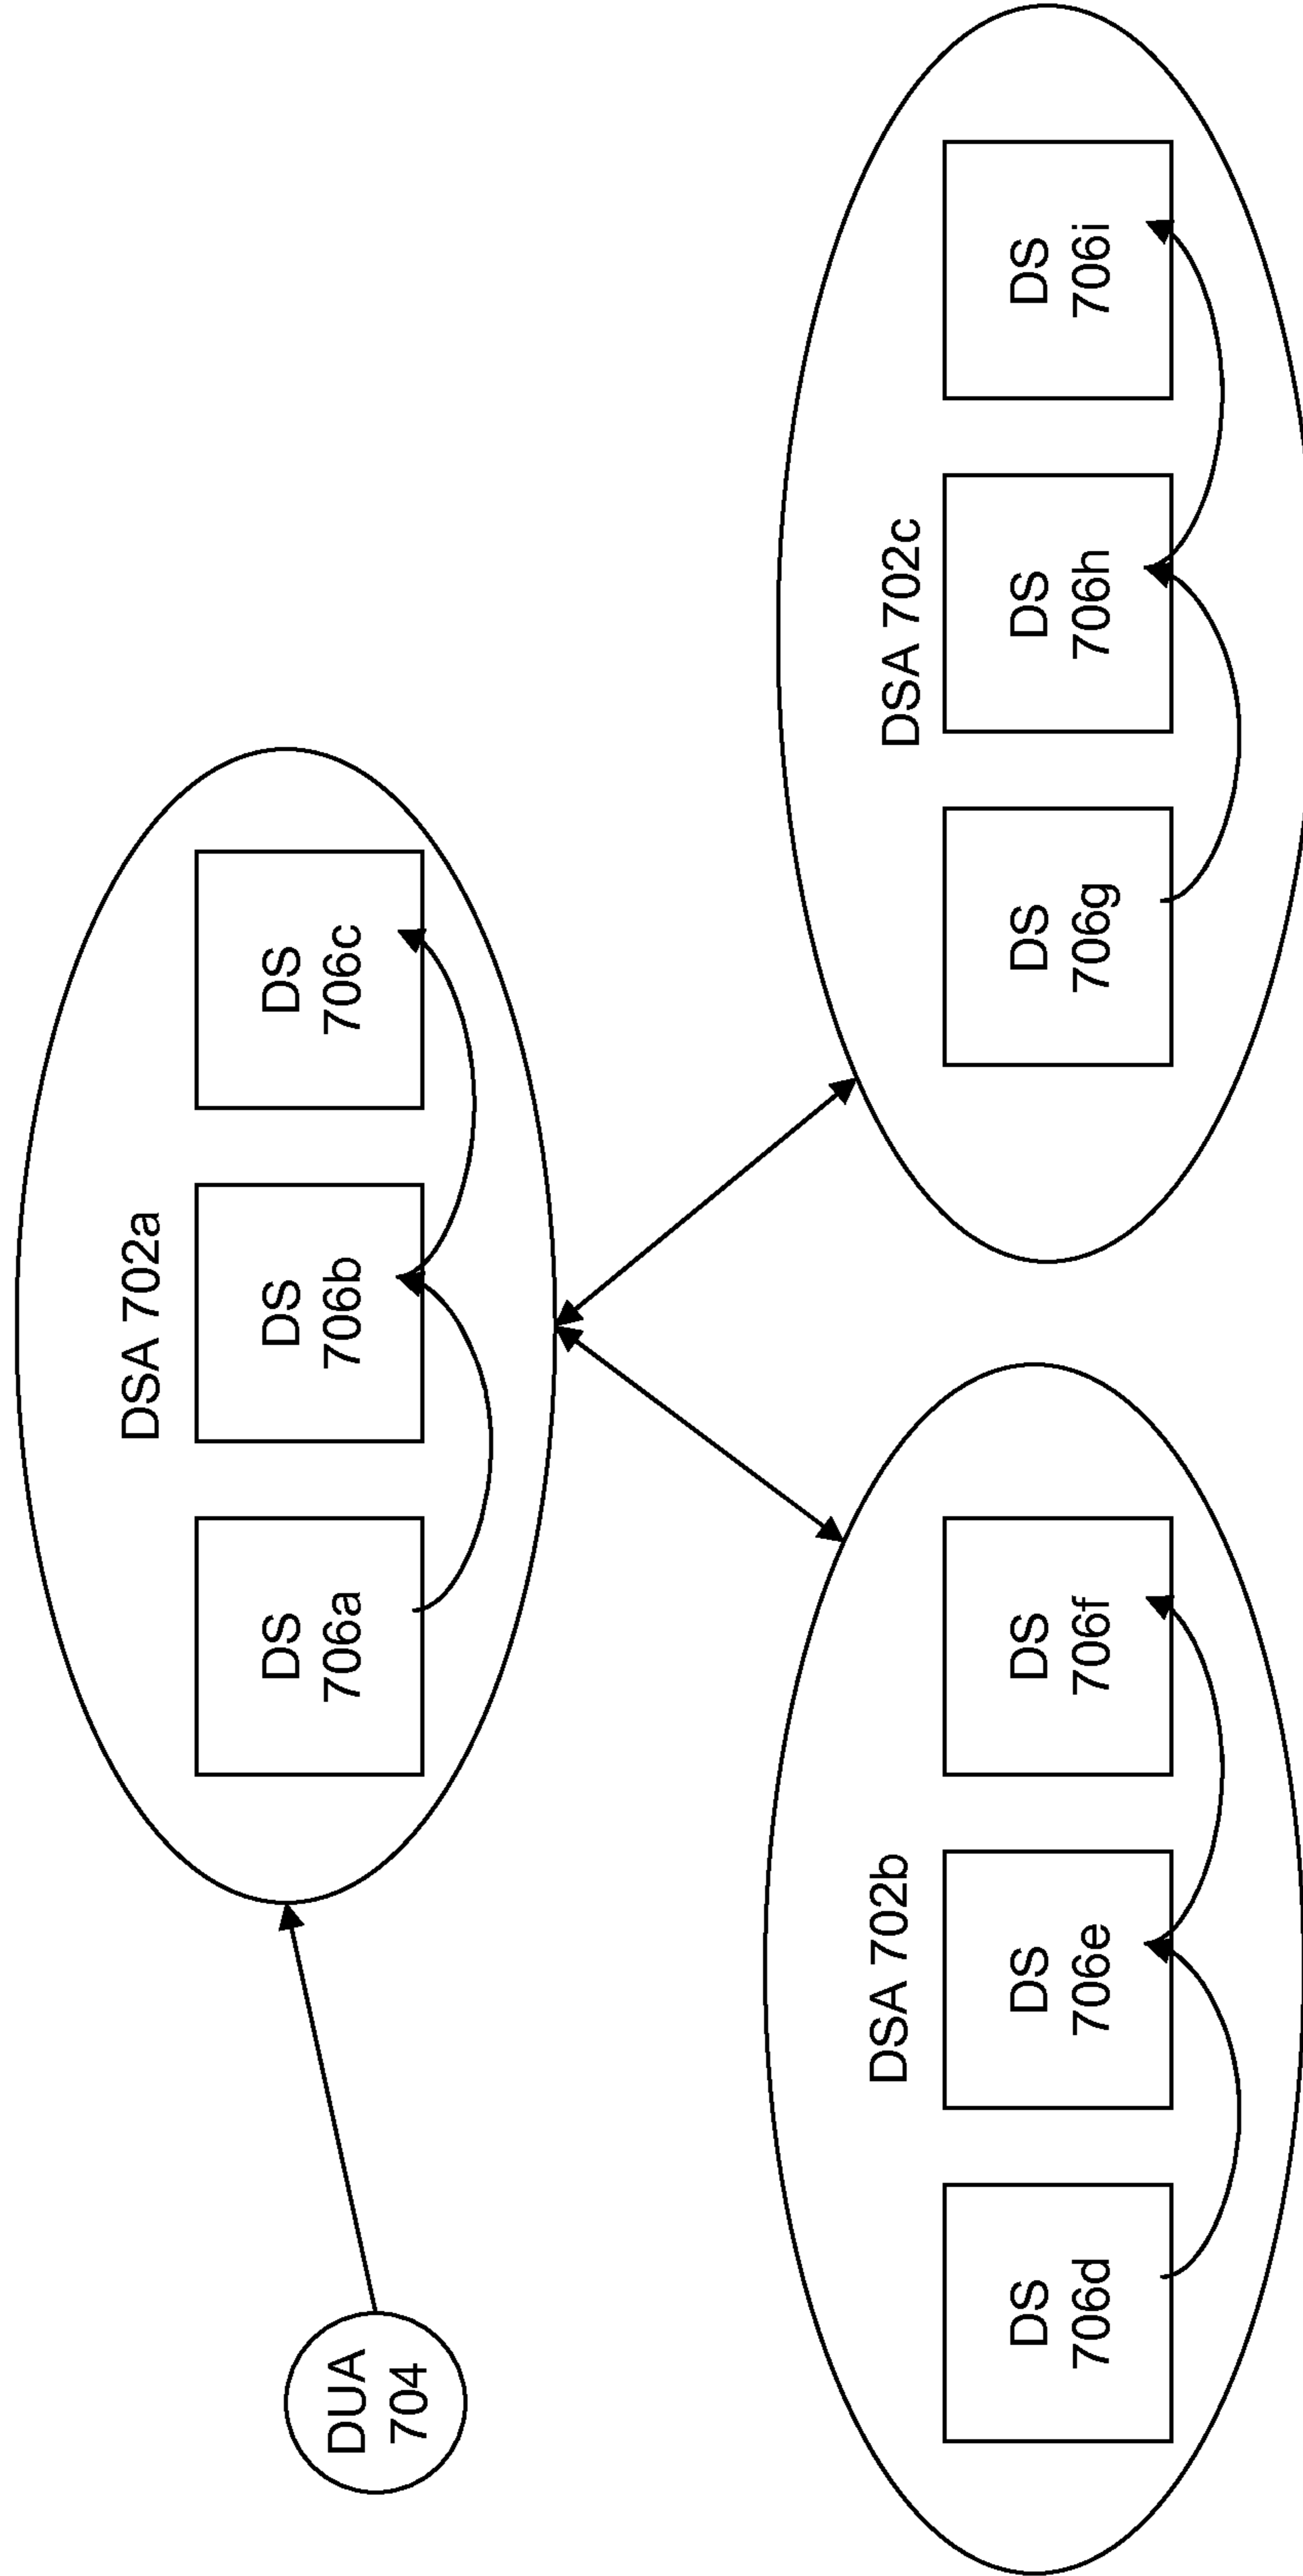 DUA
704
DSA 702a
DS
706a
DS
706b
DS
706c
DSA 702b
DS
706d
DS
706e
DS
706f
DSA 702c
DS
706g
DS
706h
DS
706i